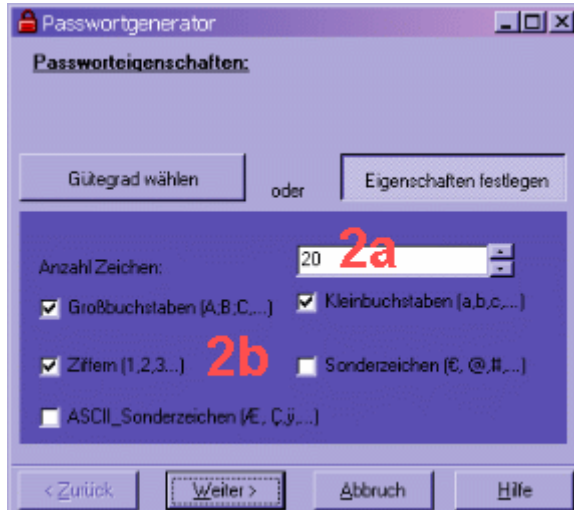 Passwortgenerator
Passworteigenschaften:
Gütegrad wählen oder Eigenschaften festlegen
Anzahl Zeichen: 20 2a
Großbuchstaben (A;B;C,...) Kleinbuchstaben (a,b,c,...)
Ziffern (1,2,3...) 2b Sonderzeichen (€, @,#,...)
ASCII_Sonderzeichen (Æ, Ç,ÿ,...)
< Zurück Weiter > Abbruch Hilfe